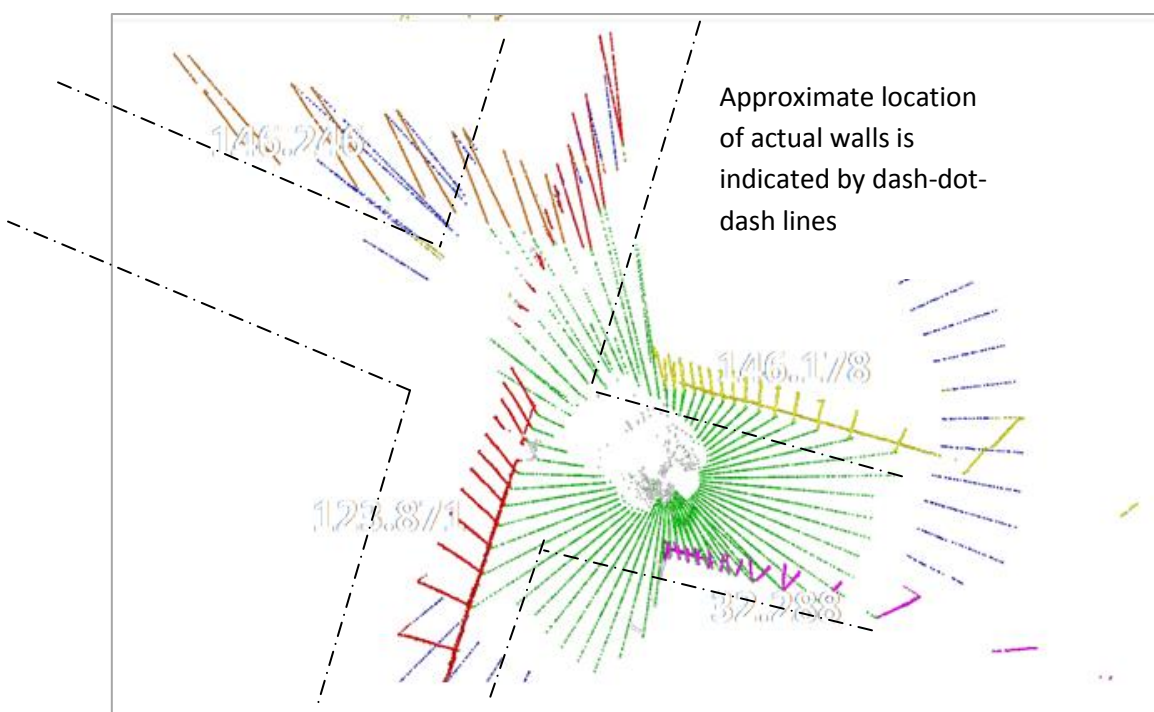 Approximate location
of actual walls is
indicated by dash-dot-
dash lines
146.246
146.178
123.871
32.288